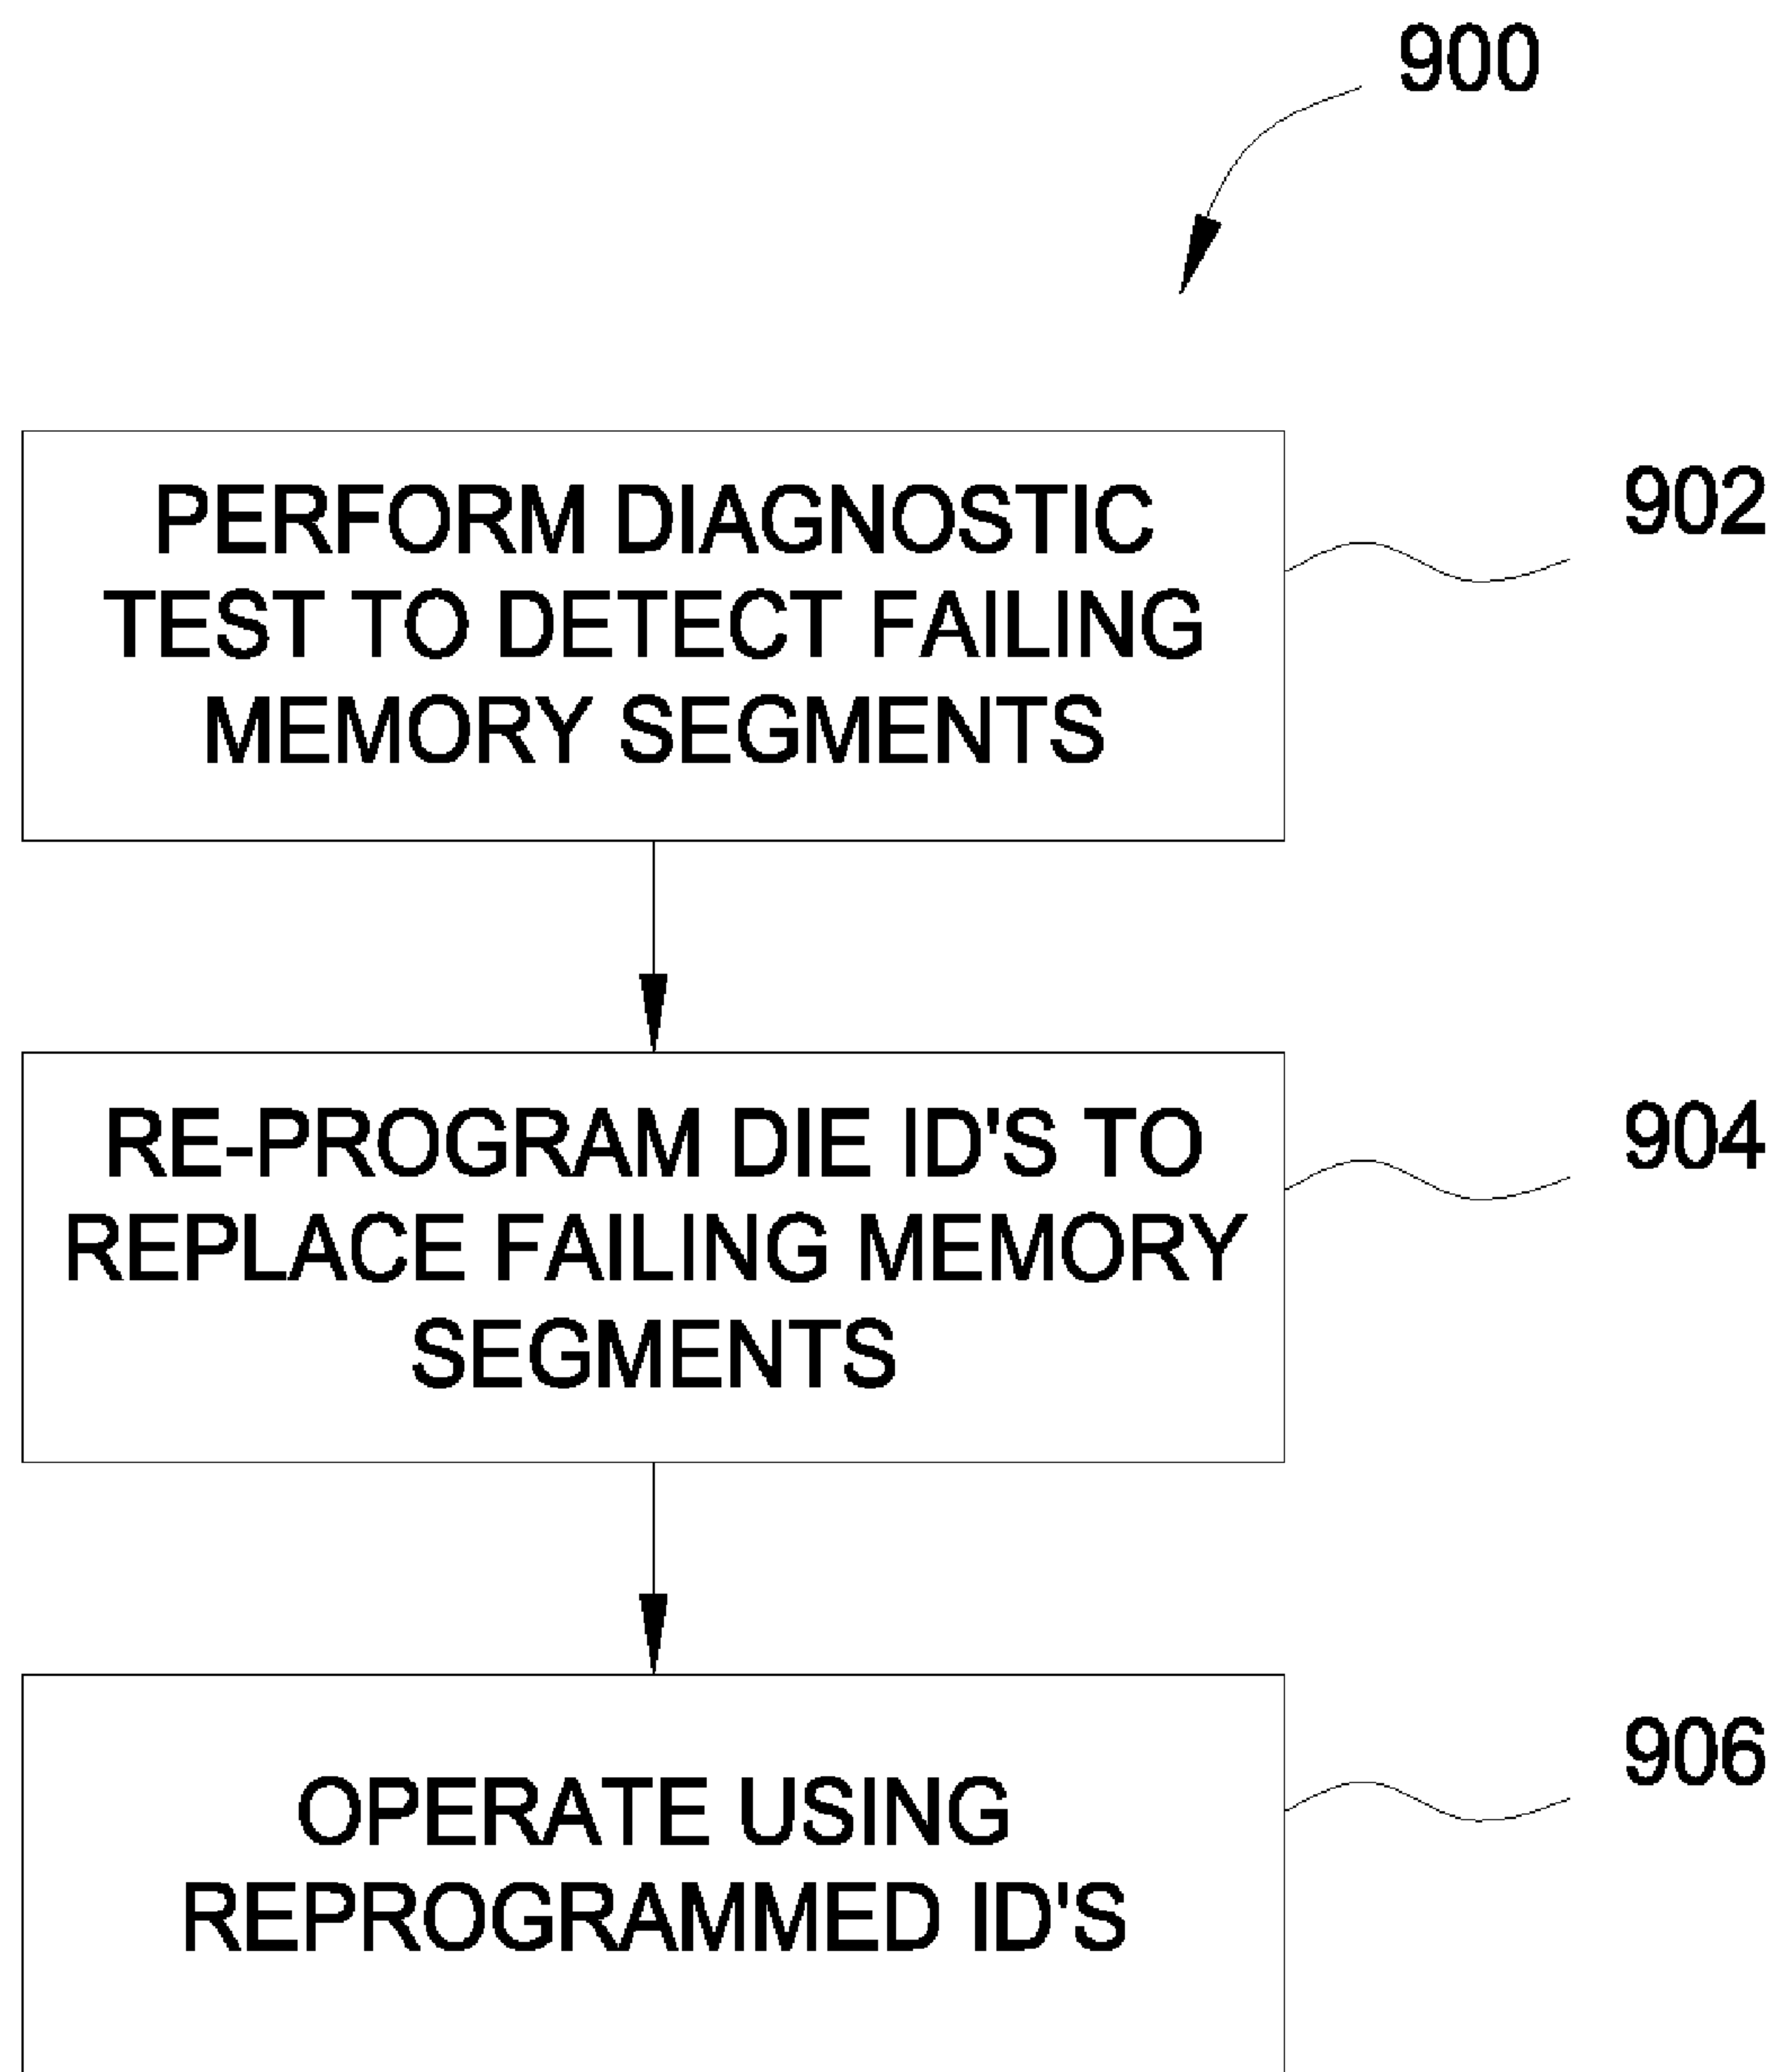 900
PERFORM DIAGNOSTIC
TEST TO DETECT FAILING
MEMORY SEGMENTS
902
RE-PROGRAM DIE ID'S TO
REPLACE FAILING MEMORY
SEGMENTS
904
OPERATE USING
REPROGRAMMED ID'S
906